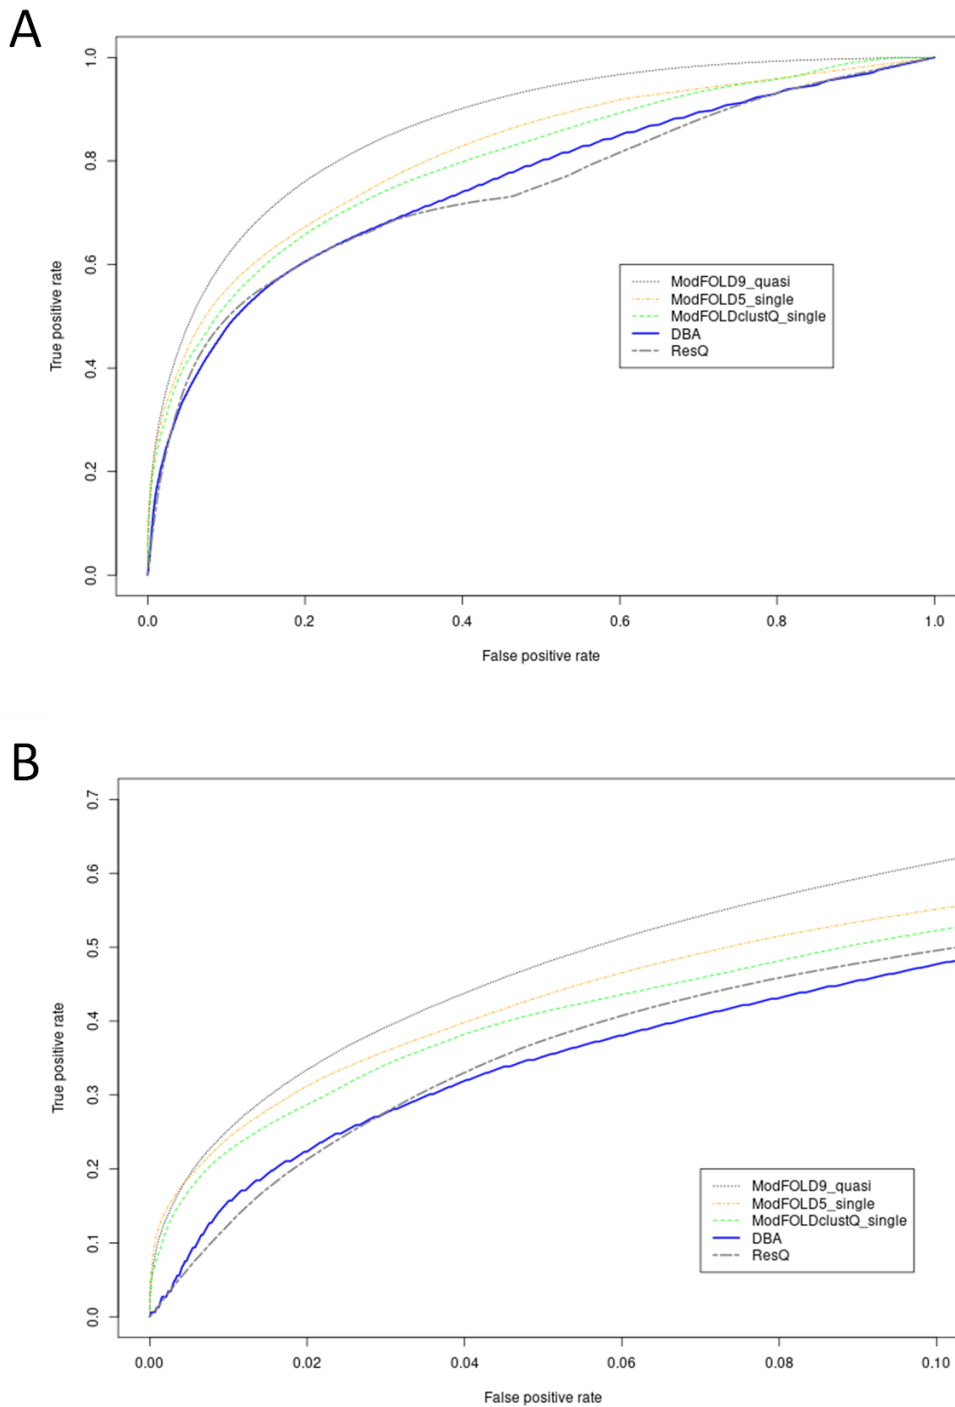 A
True positive rate
1.0
0.8
0.6
0.4
0.2
0.0
ModFOLD9_quasi
ModFOLD5_single
ModFOLDclustQ_single
DBA
ResQ
0.0 0.2 0.4 0.6 0.8 1.0
False positive rate
B
True positive rate
0.7
0.6
0.5
0.4
0.3
0.2
0.1
0.0
ModFOLD9_quasi
ModFOLD5_single
ModFOLDclustQ_single
DBA
ResQ
0.00 0.02 0.04 0.06 0.08 0.10
False positive rate